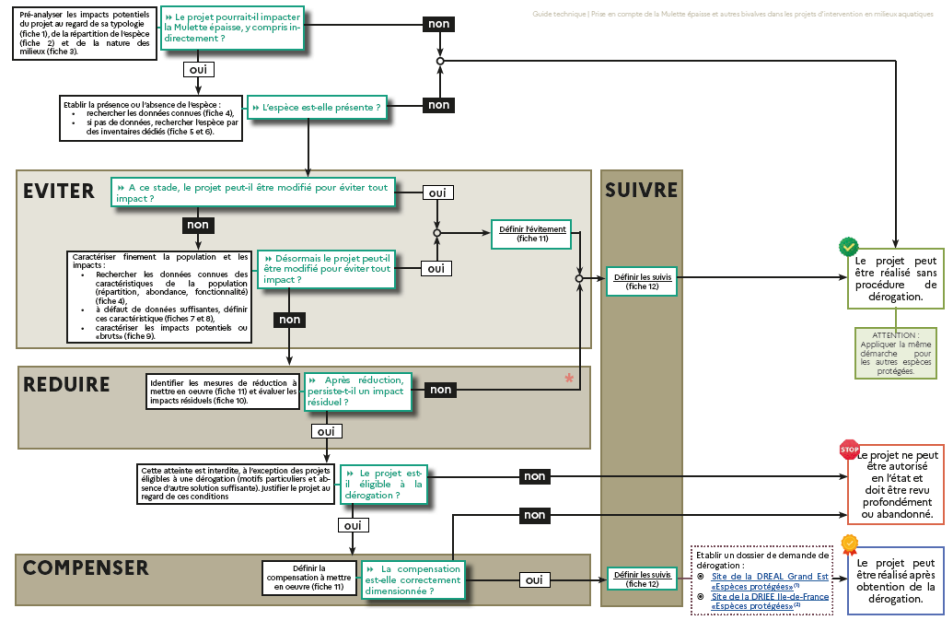 Guide technique | Prise en compte de la Mulette épaisse et autres bivalves dans les projets d'intervention en milieux aquatiques
Pré-analyser les impacts potentiels
du projet au regard de sa typologie
(fiche 1), de la répartition de l'espèce
(fiche 2) et de la nature des
milieux (fiche 3).
Le projet pourrait-il impacter
la Mulette épaisse, y compris in-
directement ?
non
oui
Etablir la présence ou l'absence de l'espèce :
• rechercher les données connues (fiche 4),
• si pas de données, rechercher l'espèce par
des inventaires dédiés (fiche 5 et 6).
L'espèce est-elle présente ?
non
EVITER
A ce stade, le projet peut-il être modifié pour éviter tout
impact ?
oui
non
SUIVRE
Définir l'évitement
(fiche 11)
Caractériser finement la population et les
impacts :
• Rechercher les données connues des
caractéristiques de la population
(répartition, abondance, fonctionalité)
(fiche 4),
• à défaut de données suffisantes, définir
ces caractéristique (fiches 7 et 8),
• caractériser les impacts potentiels ou
«bruts» (fiche 9).
Désormais le projet peut-il
être modifié pour éviter tout
impact ?
oui
non
Définir les suivis
(fiche 12)
Le projet peut
être réalisé sans
procédure de
dérogation.
ATTENTION :
Appliquer la même
démarche pour
les autres espèces
protégées.
REDUIRE
Identifier les mesures de réduction à
mettre en oeuvre (fiche 11) et évaluer les
impacts résiduels (fiche 10).
Après réduction,
persiste-t-il un impact
résiduel ?
non
*
oui
Cette atteinte est interdite, à l'exception des projets
éligibles à une dérogation (motifs particuliers et ab-
sence d'autre solution suffisante). Justifier le projet au
regard de ces conditions
Le projet est-
il éligible à la
dérogation ?
non
oui
non
STOP
Le projet ne peut
être autorisé
en l'état et
doit être revu
profondément
ou abandonné.
COMPENSER
Définir la
compensation à mettre
en oeuvre (fiche 11)
La compensation
est-elle correctement
dimensionnée ?
oui
Définir les suivis
(fiche 12)
Etablir un dossier de demande de
dérogation :
Site de la DREAL Grand Est
«Espèces protégées»(1)
Site de la DRIEE Ile-de-France
«Espèces protégées»(2)
Le projet peut
être réalisé après
obtention de la
dérogation.